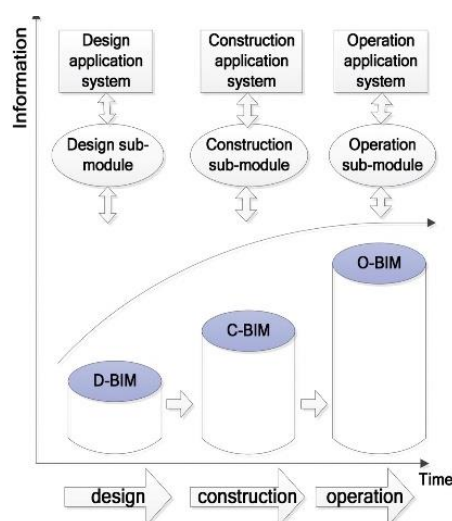 Information
Design
application
system
Construction
application
system
Operation
application
system
Design sub-
module
Construction
sub-module
Operation
sub-module
D-BIM
C-BIM
O-BIM
Time
design
construction
operation